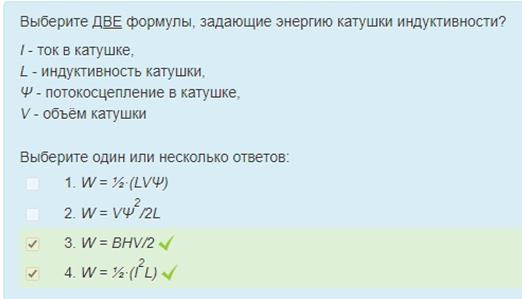 Выберите ДВЕ формулы, задающие энергию катушки индуктивности?
I - ток в катушке,
L - индуктивность катушки,
Ψ - потокосцепление в катушке,
V - объём катушки
Выберите один или несколько ответов:
1. W = ½·(LVΨ)
2. W = VΨ²/2L
3. W = BHV/2
4. W = ½·(I²L)